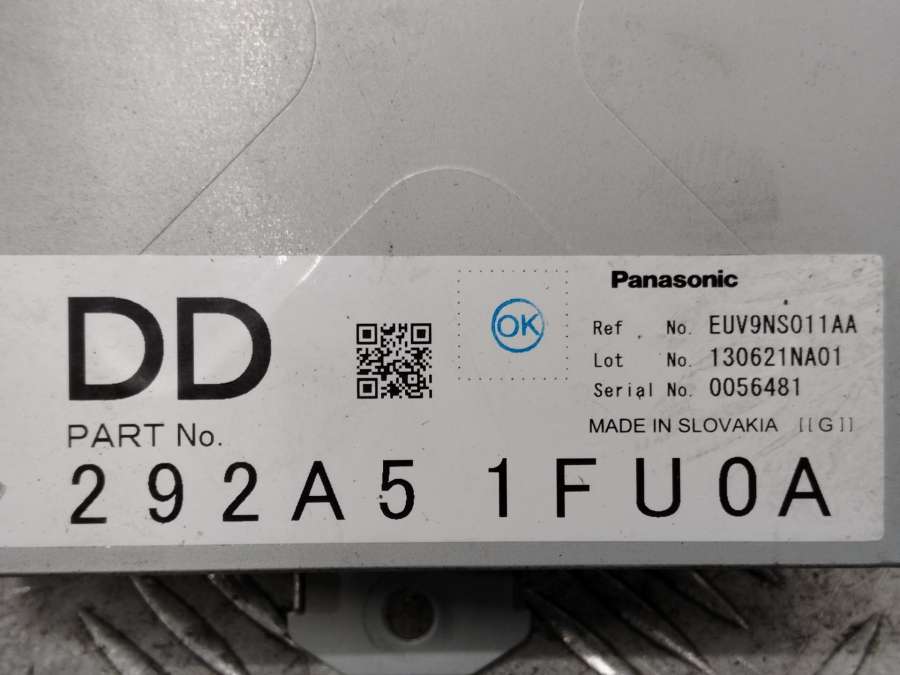 DD
OK
Panasonic
Ref No. EUV9NS011AA
Lot No. 130621NA01
Serial No. 0056481
MADE IN SLOVAKIA [[G]]
PART No.
292A5 1FU0A